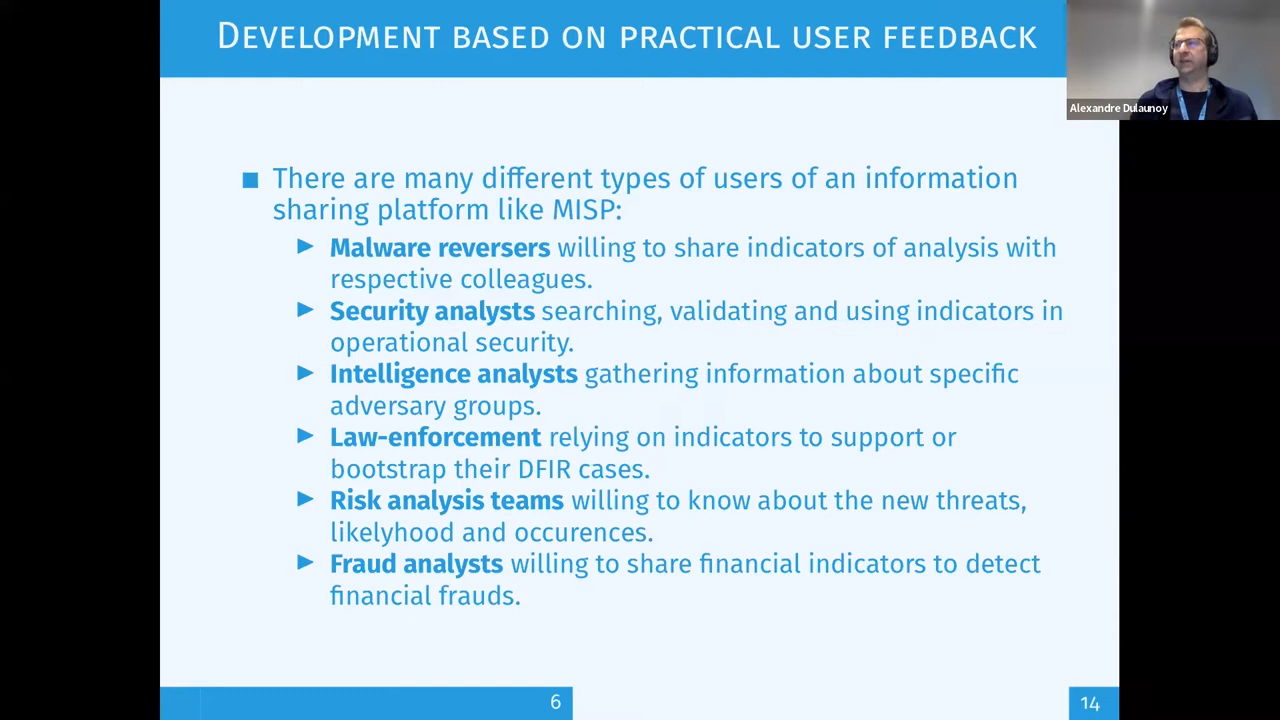 DEVELOPMENT BASED ON PRACTICAL USER FEEDBACK
Alexandre Dulaunoy
■ There are many different types of users of an information
sharing platform like MISP:
▶ Malware reversers willing to share indicators of analysis with
respective colleagues.
▶ Security analysts searching, validating and using indicators in
operational security.
▶ Intelligence analysts gathering information about specific
adversary groups.
▶ Law-enforcement relying on indicators to support or
bootstrap their DFIR cases.
▶ Risk analysis teams willing to know about the new threats,
likelyhood and occurences.
▶ Fraud analysts willing to share financial indicators to detect
financial frauds.
6
14